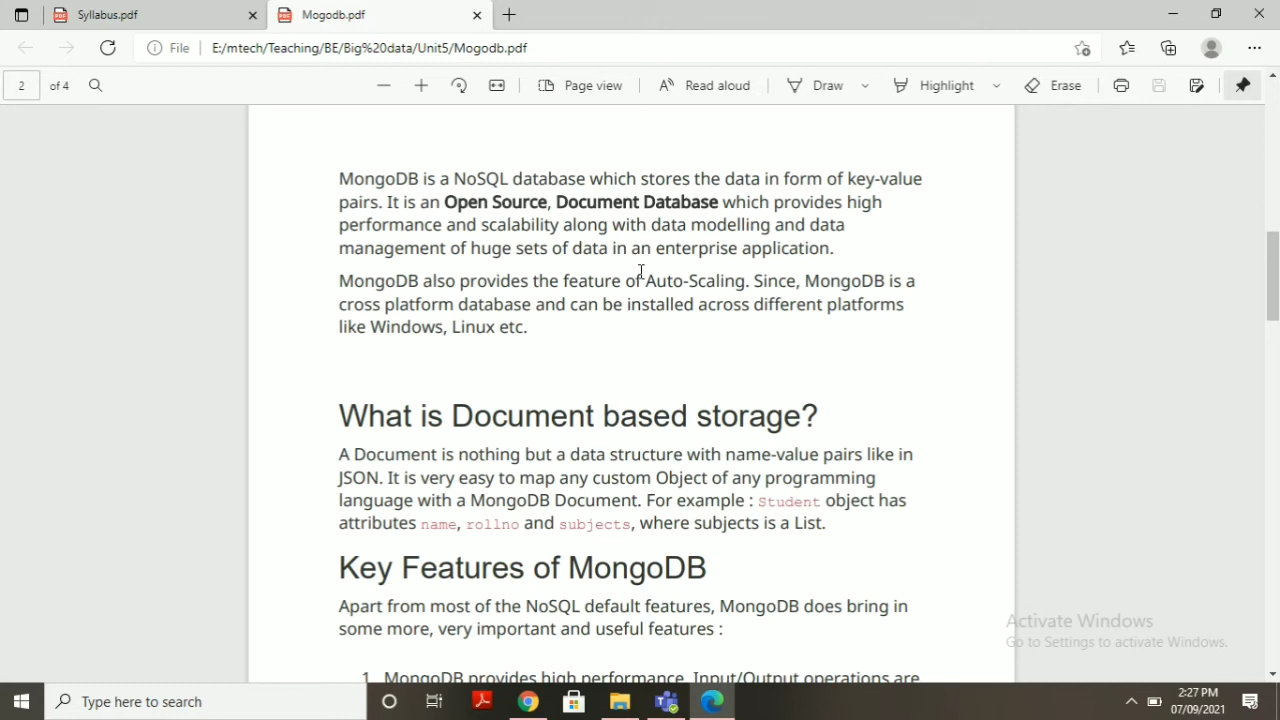 Syllabus.pdf
Mogodb.pdf
File E:/mtech/Teaching/BE/Big%20data/Unit5/Mogodb.pdf
2 of 4 Page view Read aloud Draw Highlight Erase
MongoDB is a NoSQL database which stores the data in form of key-value
pairs. It is an Open Source, Document Database which provides high
performance and scalability along with data modelling and data
management of huge sets of data in an enterprise application.
MongoDB also provides the feature of Auto-Scaling. Since, MongoDB is a
cross platform database and can be installed across different platforms
like Windows, Linux etc.
What is Document based storage?
A Document is nothing but a data structure with name-value pairs like in
JSON. It is very easy to map any custom Object of any programming
language with a MongoDB Document. For example : Student object has
attributes name, rollno and subjects, where subjects is a List.
Key Features of MongoDB
Apart from most of the NoSQL default features, MongoDB does bring in
some more, very important and useful features :
1. MongoDB provides high performance. Input/Output operations are
Activate Windows
Go to Settings to activate Windows.
Type here to search
2:27 PM
07/09/2021